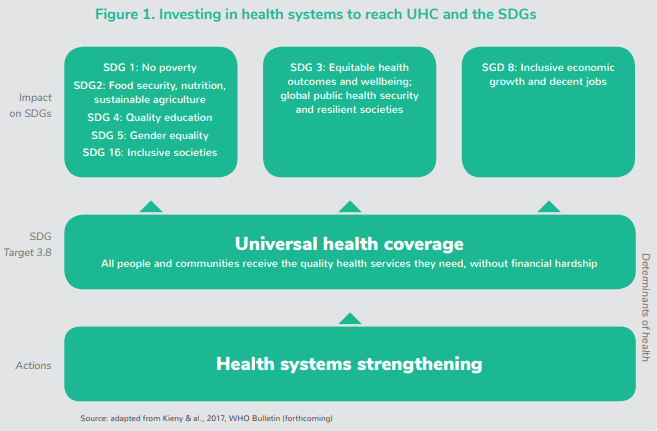 Figure 1. Investing in health systems to reach UHC and the SDGs
Impact
on SDGs
SDG 1: No poverty
SDG2: Food security, nutrition,
sustainable agriculture
SDG 4: Quality education
SDG 5: Gender equality
SDG 16: Inclusive societies
SDG 3: Equitable health
outcomes and wellbeing;
global public health security
and resilient societies
SGD 8: Inclusive economic
growth and decent jobs
SDG
Target 3.8
Universal health coverage
All people and communities receive the quality health services they need, without financial hardship
Determinants of health
Actions
Health systems strengthening
Source: adapted from Kieny & al., 2017, WHO Bulletin (forthcoming)